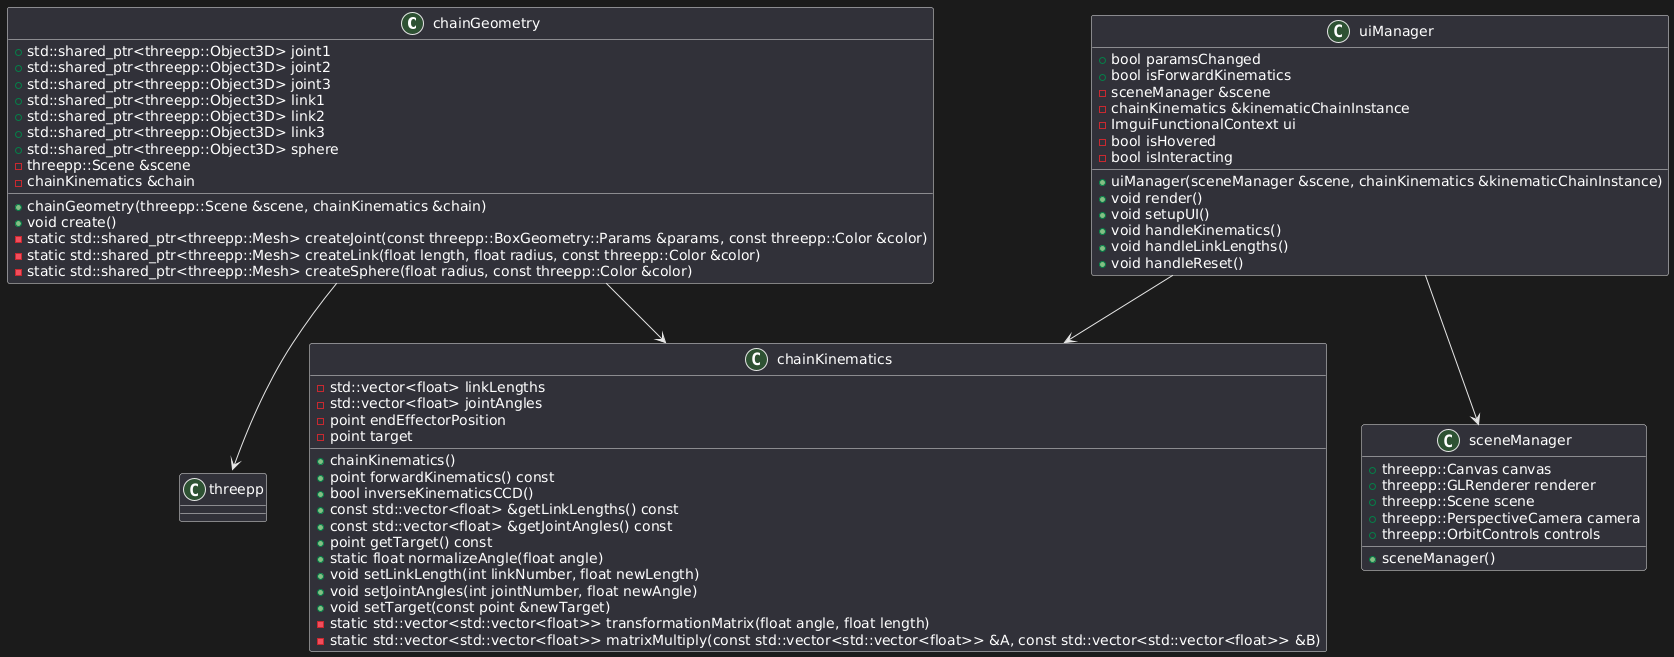 C chainGeometry
std::shared_ptr<threepp::Object3D> joint1
std::shared_ptr<threepp::Object3D> joint2
std::shared_ptr<threepp::Object3D> joint3
std::shared_ptr<threepp::Object3D> link1
std::shared_ptr<threepp::Object3D> link2
std::shared_ptr<threepp::Object3D> link3
std::shared_ptr<threepp::Object3D> sphere
threepp::Scene &scene
chainKinematics &chain
chainGeometry(threepp::Scene &scene, chainKinematics &chain)
void create()
static std::shared_ptr<threepp::Mesh> createJoint(const threepp::BoxGeometry::Params &params, const threepp::Color &color)
static std::shared_ptr<threepp::Mesh> createLink(float length, float radius, const threepp::Color &color)
static std::shared_ptr<threepp::Mesh> createSphere(float radius, const threepp::Color &color)
C uiManager
bool paramsChanged
bool isForwardKinematics
sceneManager &scene
chainKinematics &kinematicChainInstance
ImguiFunctionalContext ui
bool isHovered
bool isInteracting
uiManager(sceneManager &scene, chainKinematics &kinematicChainInstance)
void render()
void setupUI()
void handleKinematics()
void handleLinkLengths()
void handleReset()
C threepp
C chainKinematics
std::vector<float> linkLengths
std::vector<float> jointAngles
point endEffectorPosition
point target
chainKinematics()
point forwardKinematics() const
bool inverseKinematicsCCD()
const std::vector<float> &getLinkLengths() const
const std::vector<float> &getJointAngles() const
point getTarget() const
static float normalizeAngle(float angle)
void setLinkLength(int linkNumber, float newLength)
void setJointAngles(int jointNumber, float newAngle)
void setTarget(const point &newTarget)
static std::vector<std::vector<float>> transformationMatrix(float angle, float length)
static std::vector<std::vector<float>> matrixMultiply(const std::vector<std::vector<float>> &A, const std::vector<std::vector<float>> &B)
C sceneManager
threepp::Canvas canvas
threepp::GLRenderer renderer
threepp::Scene scene
threepp::PerspectiveCamera camera
threepp::OrbitControls controls
sceneManager()